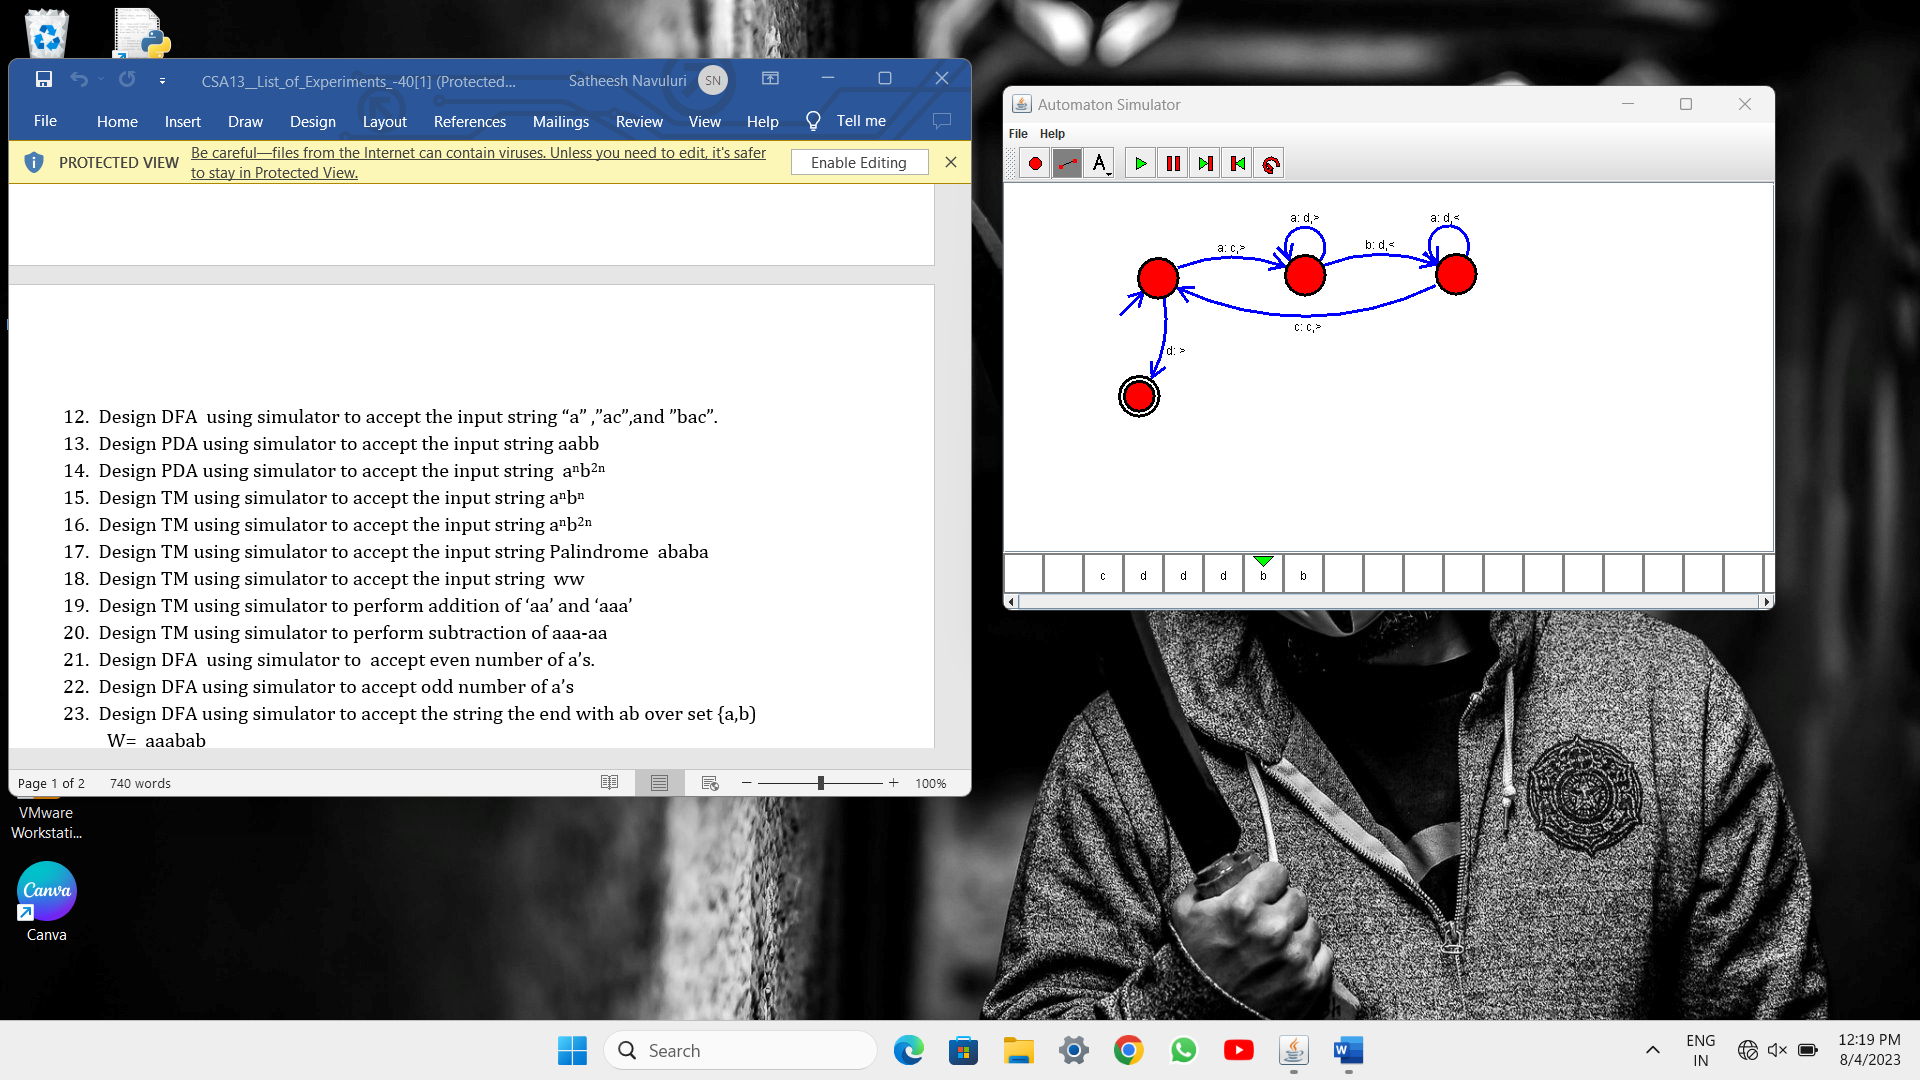 CSA13__List_of_Experiments_-40[1] (Protected...
Satheesh Navuluri
SN
File Home Insert Draw Design Layout References Mailings Review View Help Tell me
PROTECTED VIEW
Be careful—files from the Internet can contain viruses. Unless you need to edit, it's safer
to stay in Protected View.
Enable Editing
12. Design DFA using simulator to accept the input string “a” ,”ac”,and ”bac”.
13. Design PDA using simulator to accept the input string aabb
14. Design PDA using simulator to accept the input string aⁿb²ⁿ
15. Design TM using simulator to accept the input string aⁿbⁿ
16. Design TM using simulator to accept the input string aⁿb²ⁿ
17. Design TM using simulator to accept the input string Palindrome ababa
18. Design TM using simulator to accept the input string ww
19. Design TM using simulator to perform addition of ‘aa’ and ‘aaa’
20. Design TM using simulator to perform subtraction of aaa-aa
21. Design DFA using simulator to accept even number of a’s.
22. Design DFA using simulator to accept odd number of a’s
23. Design DFA using simulator to accept the string the end with ab over set {a,b)
W= aaabab
Page 1 of 2 740 words 100%
Automaton Simulator
File Help
A
a: d,> a: d,<
a: c,> b: d,<
c: c,>
d: >
c d d d b b
VMware
Workstati...
Canva
Canva
Search
ENG
IN
12:19 PM
8/4/2023